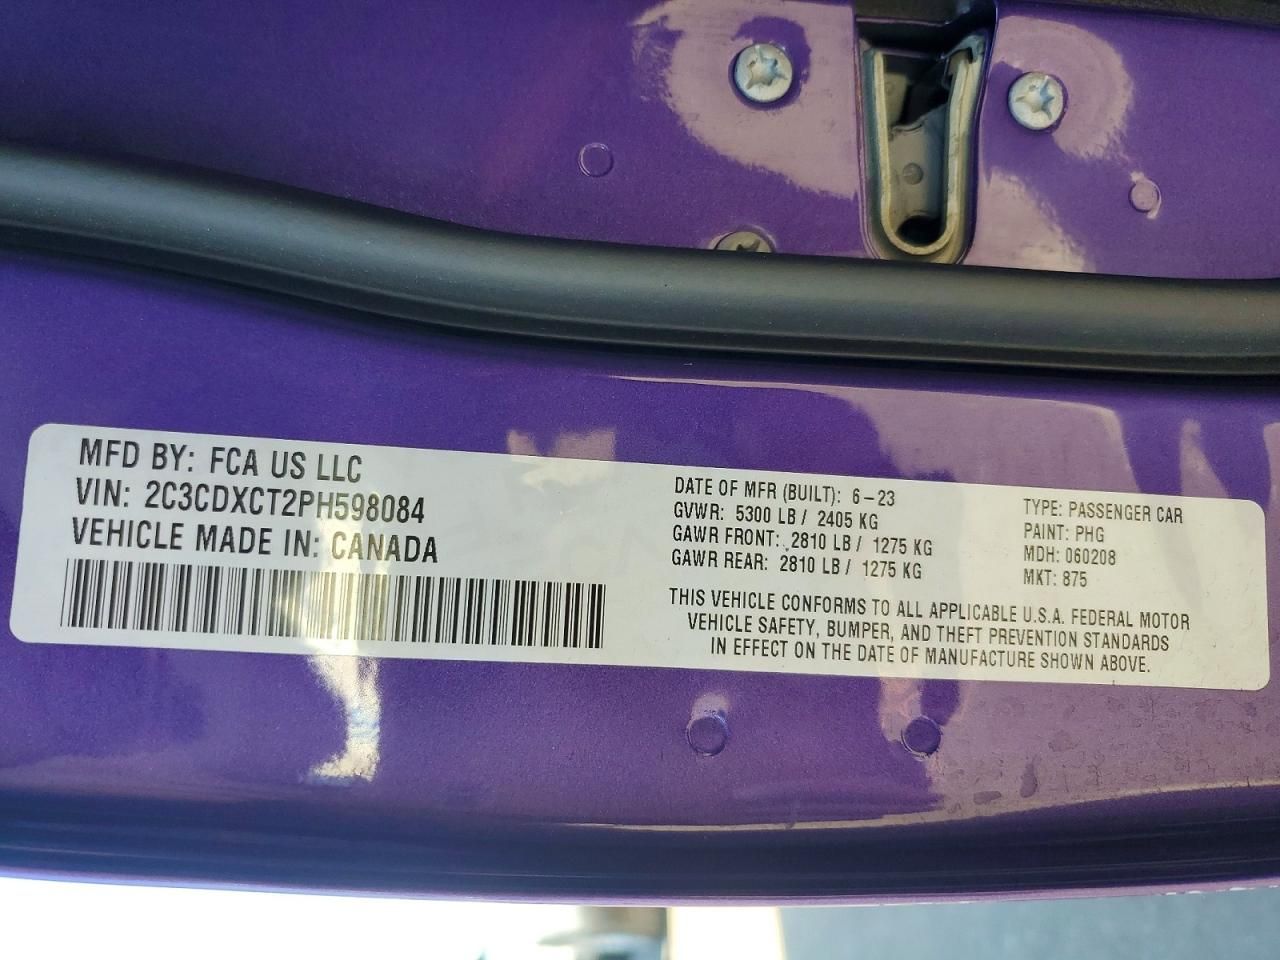 MFD BY: FCA US LLC
VIN: 2C3CDXCT2PH598084
VEHICLE MADE IN: CANADA
DATE OF MFR (BUILT): 6-23
GVWR: 5300 LB / 2405 KG
GAWR FRONT: 2810 LB / 1275 KG
GAWR REAR: 2810 LB / 1275 KG
TYPE: PASSENGER CAR
PAINT: PHG
MDH: 060208
MKT: 875
THIS VEHICLE CONFORMS TO ALL APPLICABLE U.S.A. FEDERAL MOTOR
VEHICLE SAFETY, BUMPER, AND THEFT PREVENTION STANDARDS
IN EFFECT ON THE DATE OF MANUFACTURE SHOWN ABOVE.